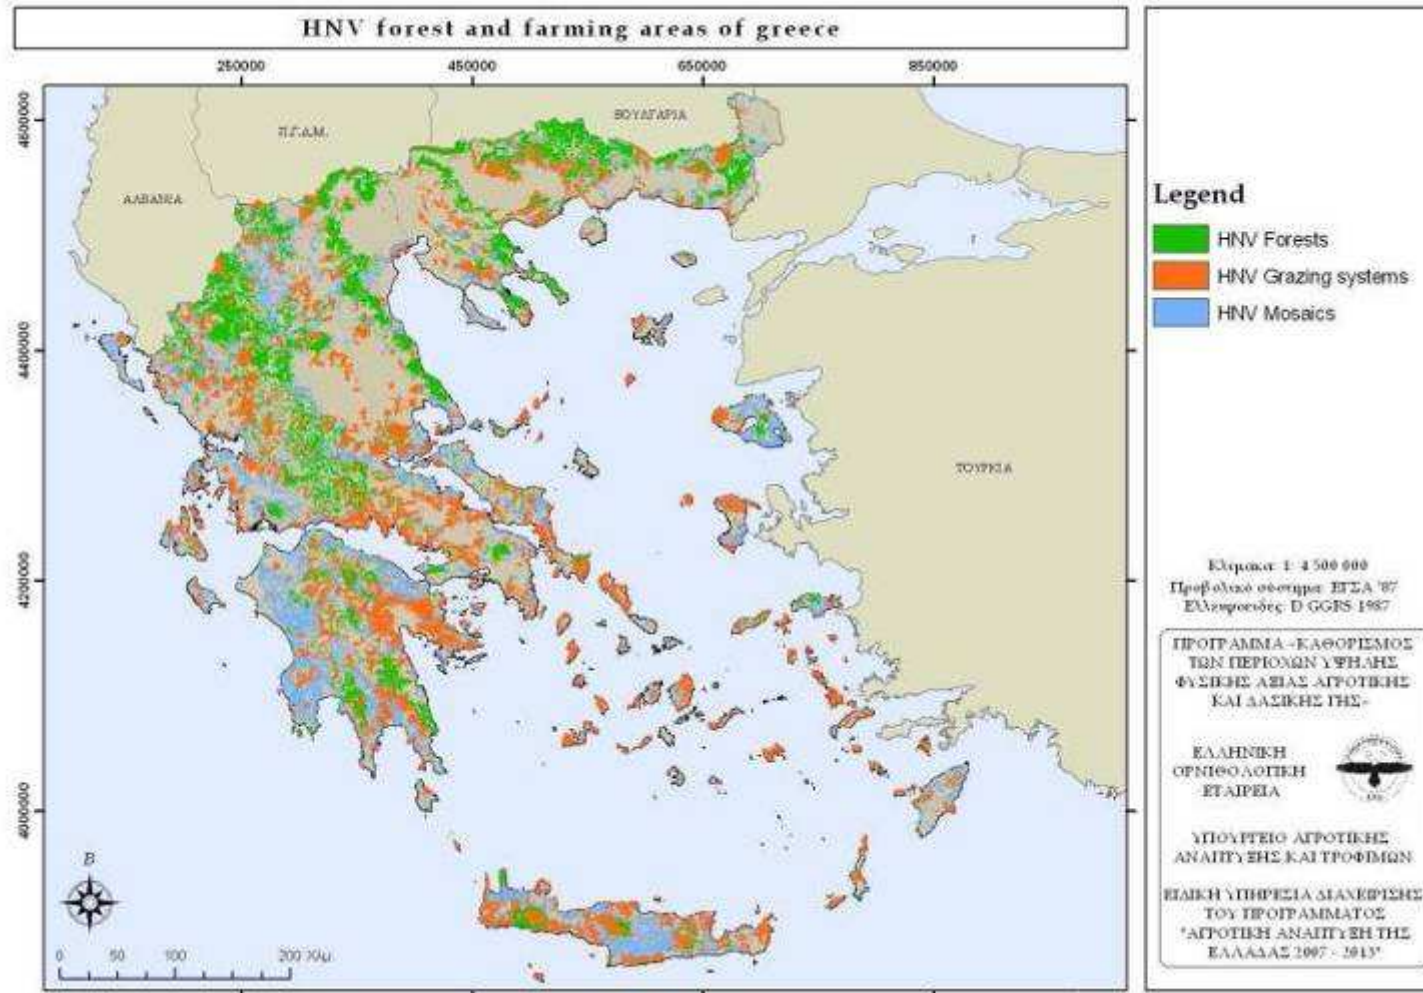 HNV forest and farming areas of greece
250000
450000
650000
850000
4600000
4400000
4200000
4000000
ΒΟΥΛΓΑΡΙΑ
Π.Γ.Δ.Μ.
ΑΛΒΑΝΙΑ
ΤΟΥΡΚΙΑ
Β
0 50 100 200 Χλμ
Legend
HNV Forests
HNV Grazing systems
HNV Mosaics
Κλίμακα: 1: 4 500 000
Προβολικό σύστημα: ΕΓΣΑ '87
Ελλειψοειδές: D GGRS 1987
ΠΡΟΓΡΑΜΜΑ «ΚΑΘΟΡΙΣΜΟΣ
ΤΩΝ ΠΕΡΙΟΧΩΝ ΥΨΗΛΗΣ
ΦΥΣΙΚΗΣ ΑΞΙΑΣ ΑΓΡΟΤΙΚΗΣ
ΚΑΙ ΔΑΣΙΚΗΣ ΓΗΣ»
ΕΛΛΗΝΙΚΗ
ΟΡΝΙΘΟΛΟΓΙΚΗ
ΕΤΑΙΡΕΙΑ
ΥΠΟΥΡΓΕΙΟ ΑΓΡΟΤΙΚΗΣ
ΑΝΑΠΤΥΞΗΣ ΚΑΙ ΤΡΟΦΙΜΩΝ
ΕΙΔΙΚΗ ΥΠΗΡΕΣΙΑ ΔΙΑΧΕΙΡΙΣΗΣ
ΤΟΥ ΠΡΟΓΡΑΜΜΑΤΟΣ
"ΑΓΡΟΤΙΚΗ ΑΝΑΠΤΥΞΗ ΤΗΣ
ΕΛΛΑΔΑΣ 2007 - 2013"